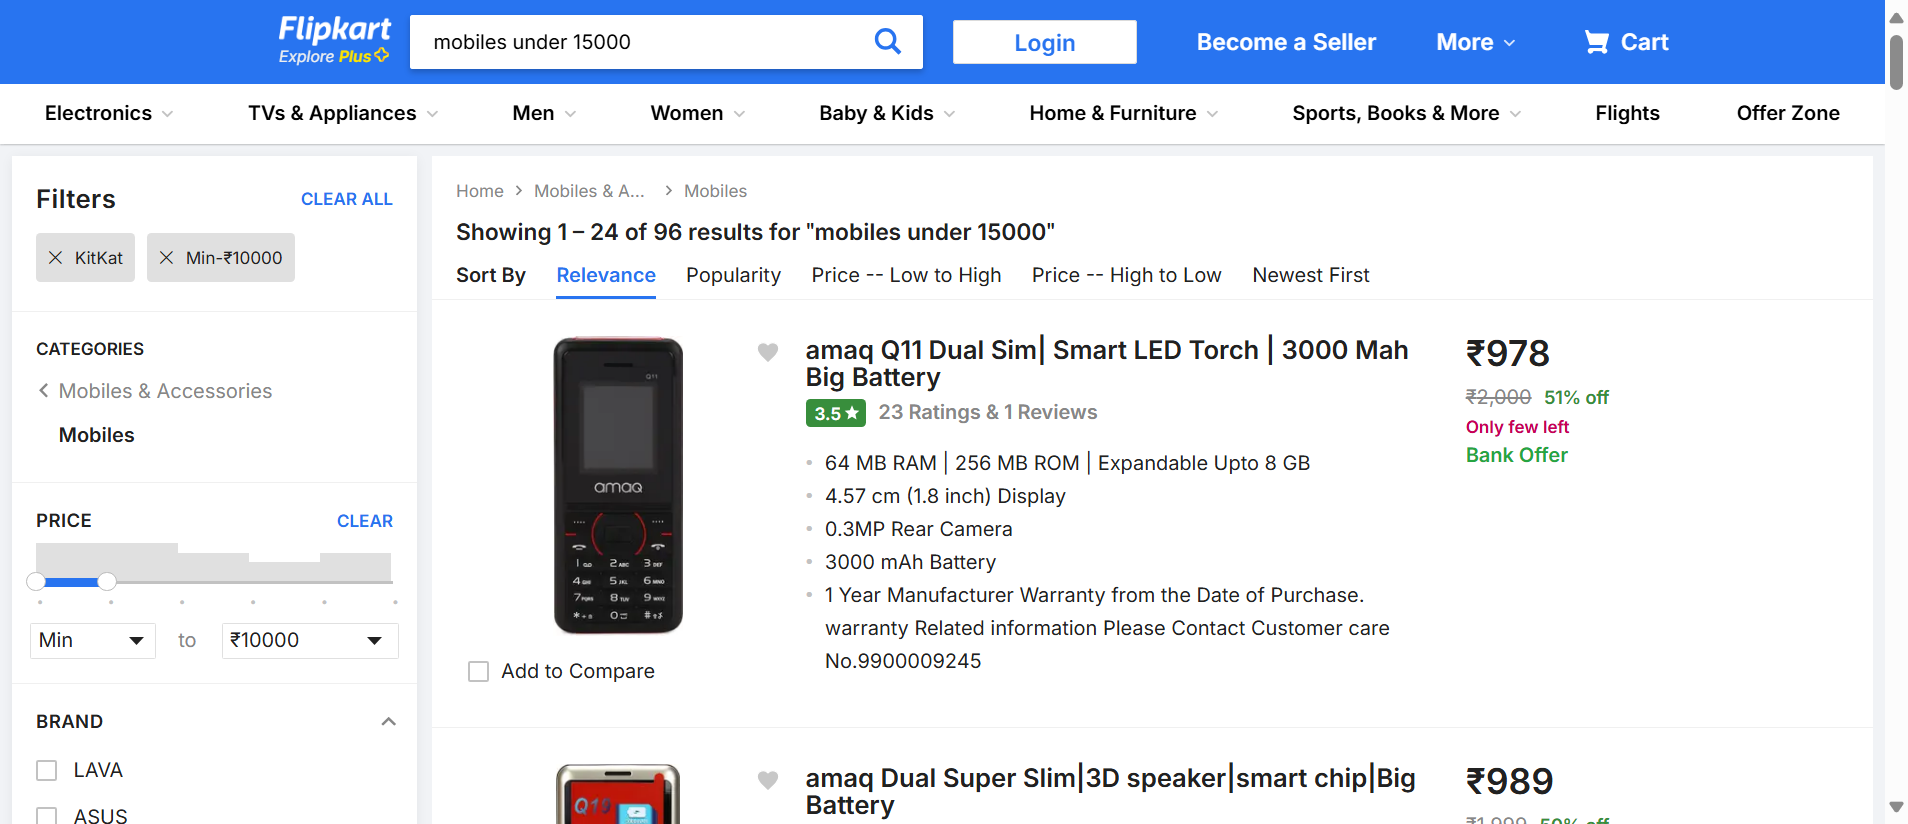 Flipkart
Explore Plus
mobiles under 15000
Login
Become a Seller
More
Cart
Electronics
TVs & Appliances
Men
Women
Baby & Kids
Home & Furniture
Sports, Books & More
Flights
Offer Zone
Filters
CLEAR ALL
KitKat
Min-₹10000
CATEGORIES
Mobiles & Accessories
Mobiles
PRICE
CLEAR
Min
to
₹10000
BRAND
LAVA
ASUS
Home
Mobiles & A...
Mobiles
Showing 1 – 24 of 96 results for "mobiles under 15000"
Sort By
Relevance
Popularity
Price -- Low to High
Price -- High to Low
Newest First
Q11
amaq
Add to Compare
amaq Q11 Dual Sim| Smart LED Torch | 3000 Mah
Big Battery
3.5
23 Ratings & 1 Reviews
64 MB RAM | 256 MB ROM | Expandable Upto 8 GB
4.57 cm (1.8 inch) Display
0.3MP Rear Camera
3000 mAh Battery
1 Year Manufacturer Warranty from the Date of Purchase.
warranty Related information Please Contact Customer care
No.9900009245
₹978
₹2,000 51% off
Only few left
Bank Offer
Q10
amaq Dual Super Slim|3D speaker|smart chip|Big
Battery
₹989
₹1,999 50% off